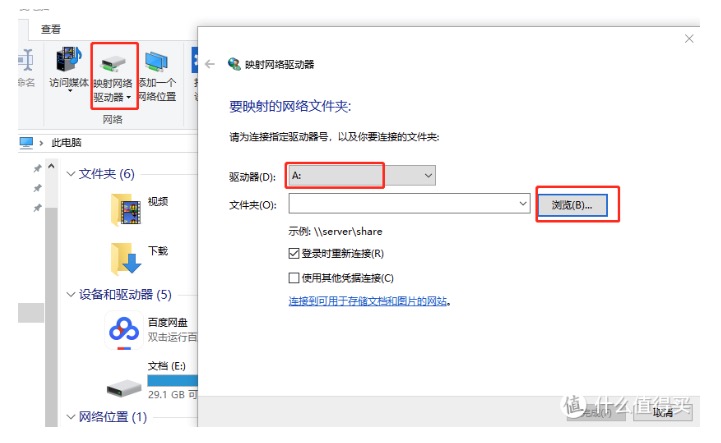 查看
命名
访问媒体
映射网络
驱动器
添加一个
网络位置
网络
此电脑
文件夹 (6)
视频
下载
设备和驱动器 (5)
百度网盘
双击运行百
文档 (E:)
29.1 GB 可
网络位置 (1)
映射网络驱动器
要映射的网络文件夹:
请为连接指定驱动器号，以及你要连接的文件夹:
驱动器(D): A:
文件夹(O): 浏览(B)...
示例: \\server\share
登录时重新连接(R)
使用其他凭据连接(C)
连接到可用于存储文档和图片的网站。
完成(F) 取消
值 什么值得买